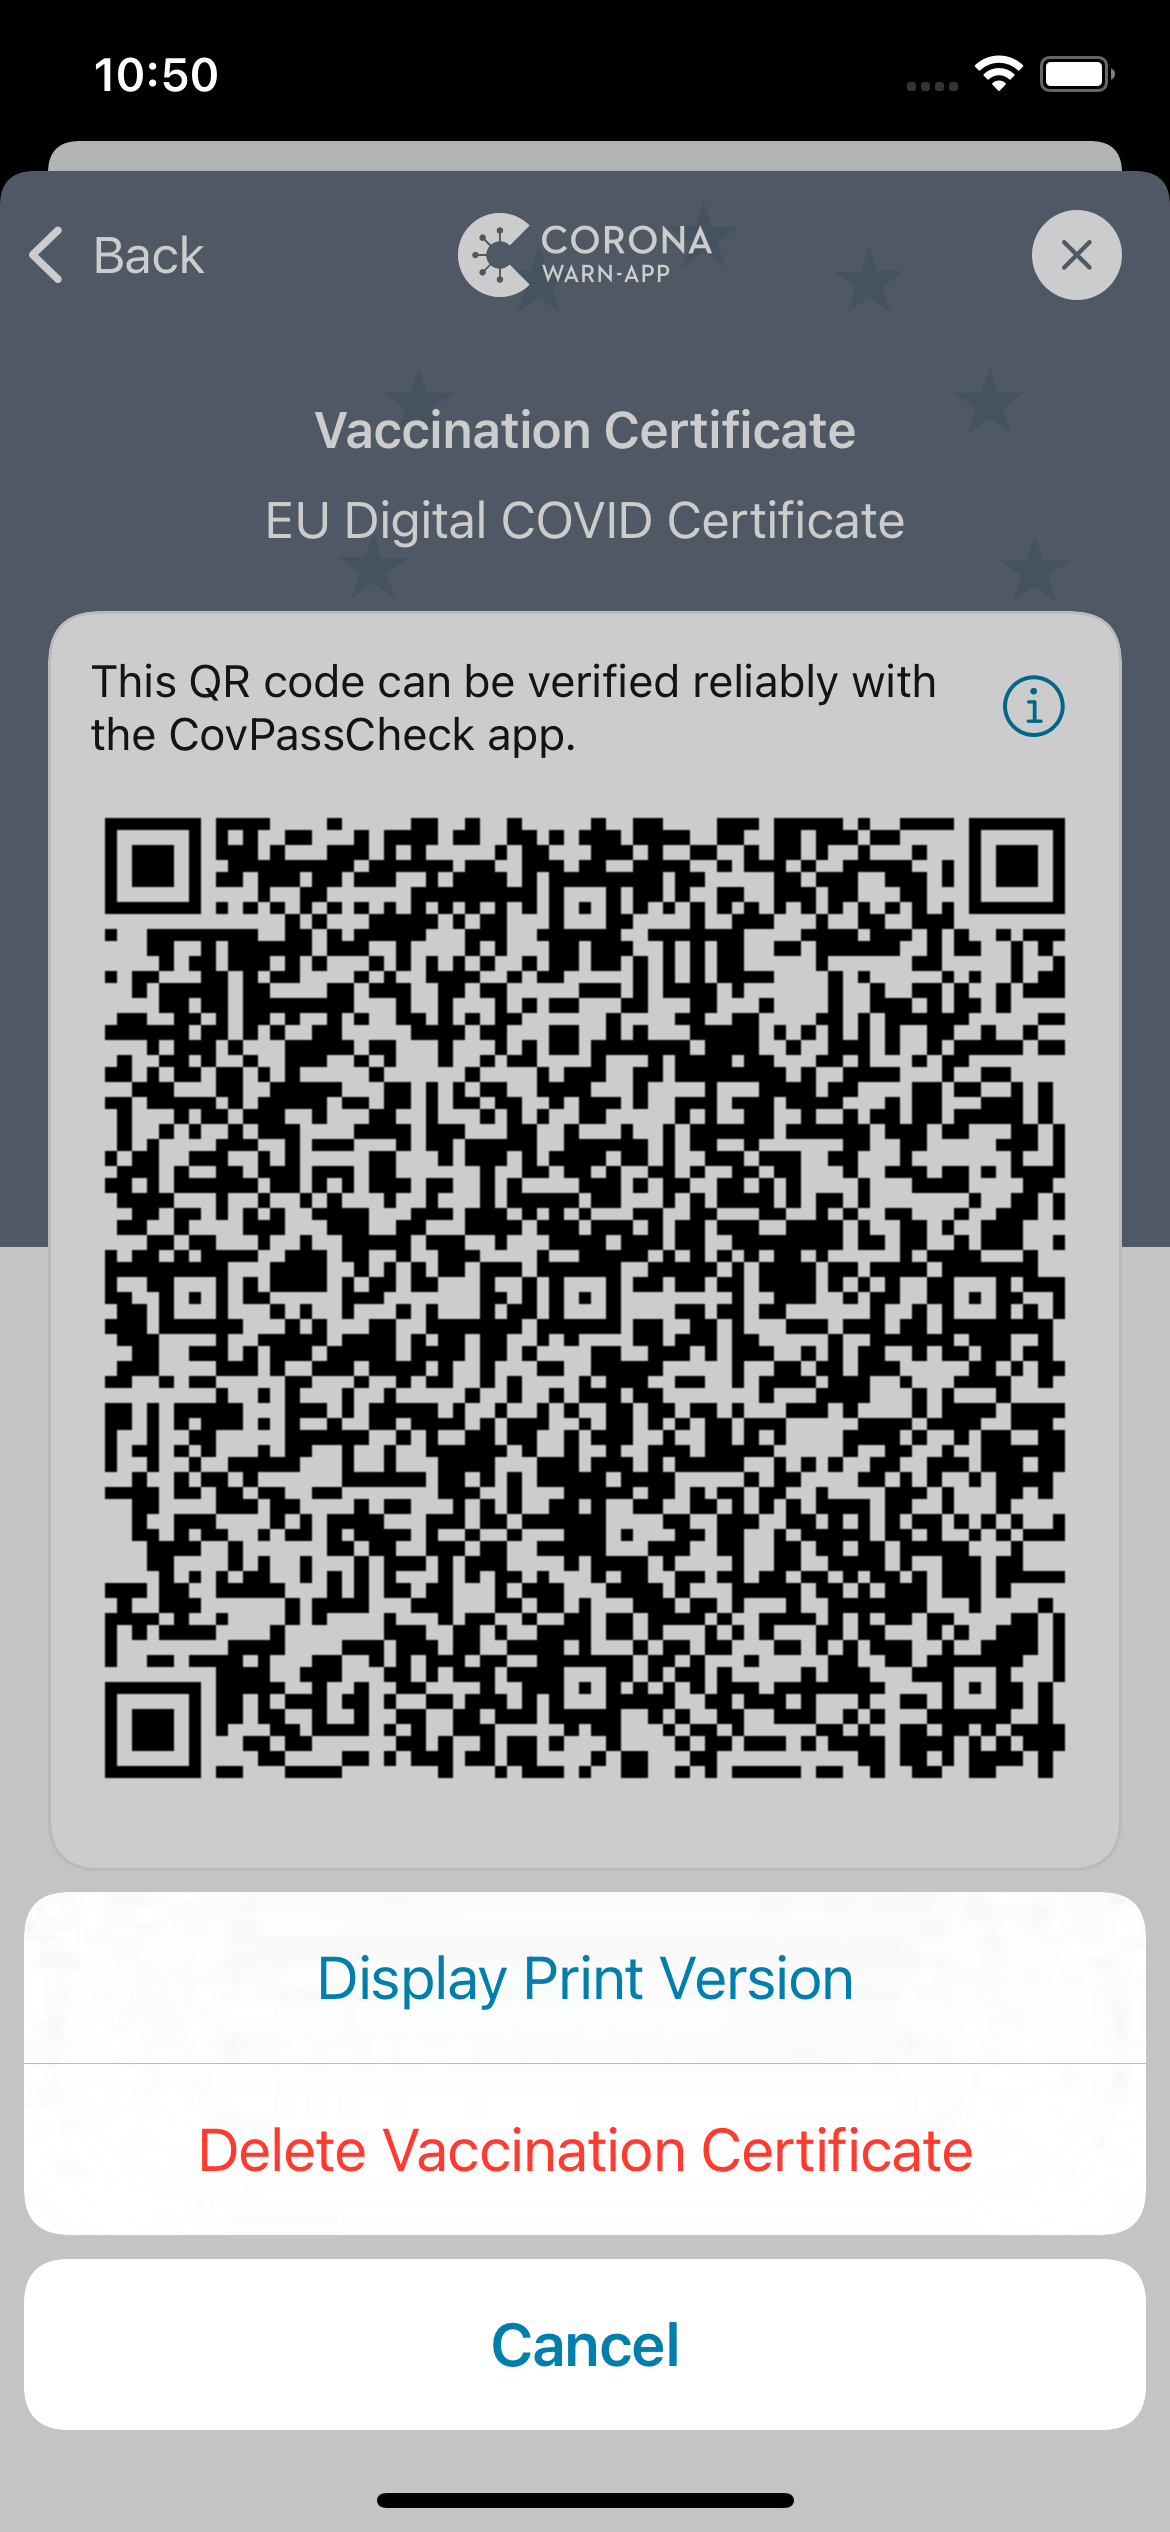 10:50
Back
CORONA
WARN-APP
Vaccination Certificate
EU Digital COVID Certificate
This QR code can be verified reliably with
the CovPassCheck app.
Display Print Version
Delete Vaccination Certificate
Cancel